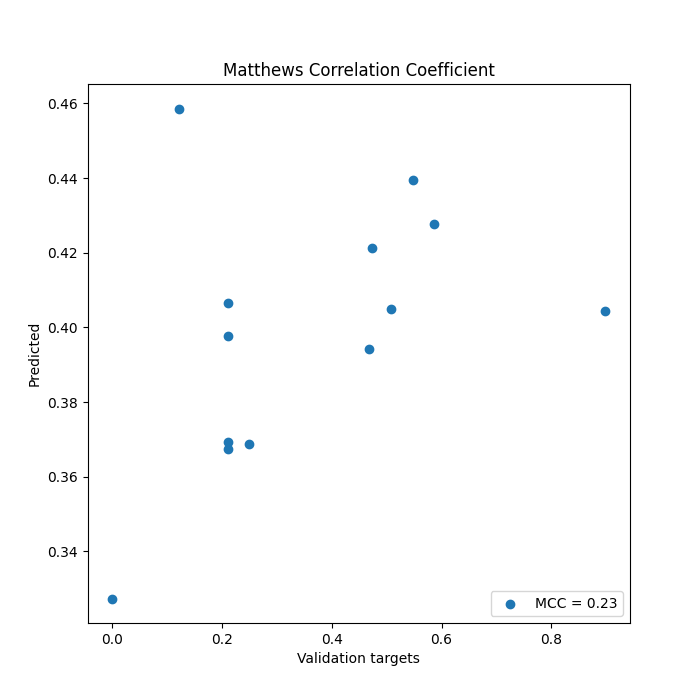 Matthews Correlation Coefficient
0.46
0.44
0.42
0.40
0.38
0.36
0.34
Predicted
MCC = 0.23
0.0 0.2 0.4 0.6 0.8
Validation targets